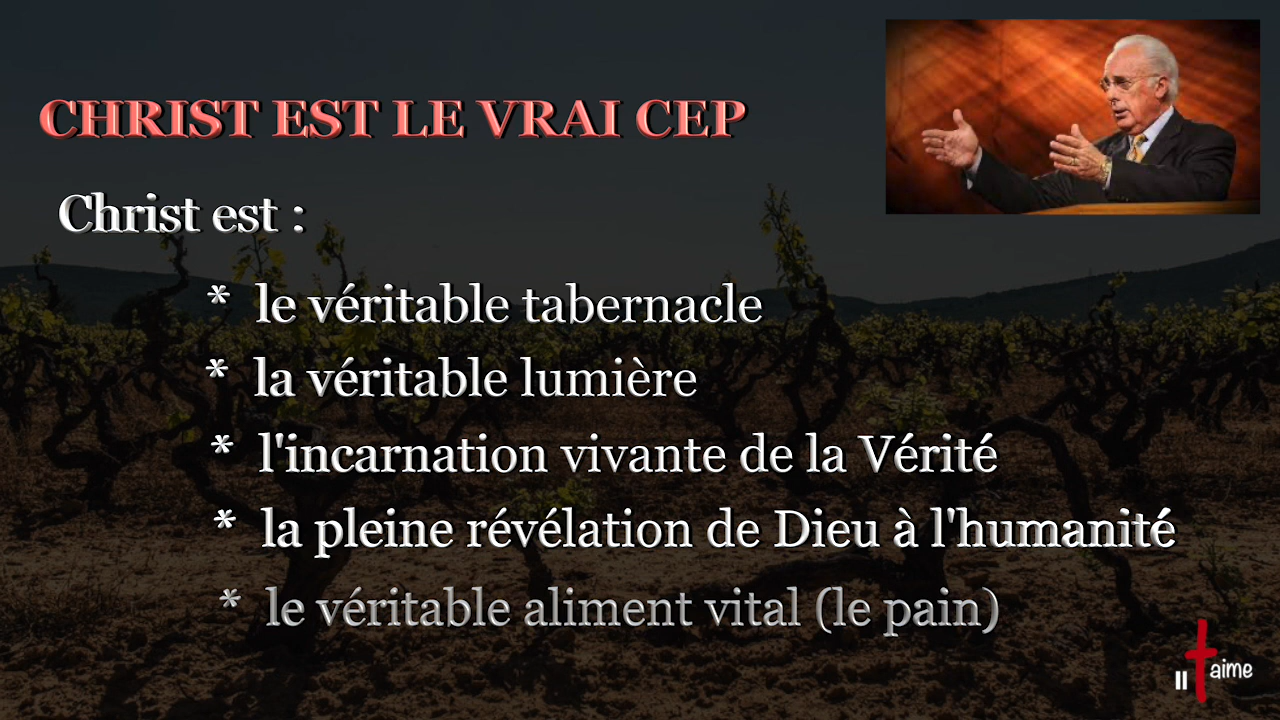 CHRIST EST LE VRAI CEP
Christ est :
* le véritable tabernacle
* la véritable lumière
* l'incarnation vivante de la Vérité
* la pleine révélation de Dieu à l'humanité
* le véritable aliment vital (le pain)
Il t aime